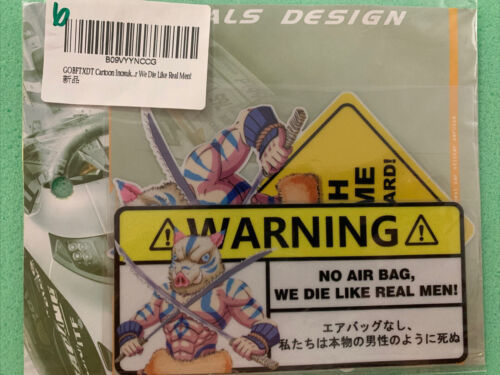 ALS DESIGN
B09VYYNCCG
GOBFTXDT Cartoon Inosuk...r We Die Like Real Men!
新品
H
ME
ARD!
WARNING
NO AIR BAG,
WE DIE LIKE REAL MEN!
エアバッグなし、
私たちは本物の男性のように死ぬ